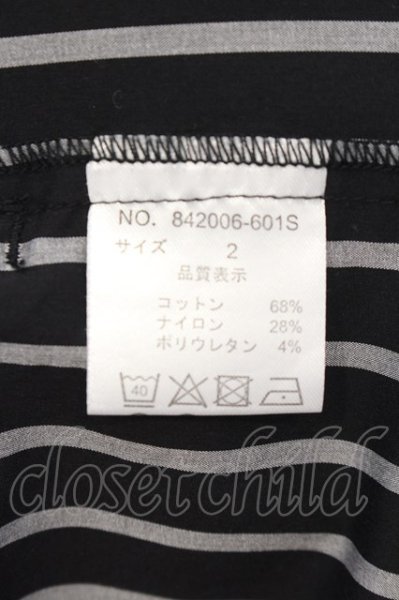 NO. 842006-601S
サイズ 2
品質表示
コットン 68%
ナイロン 28%
ポリウレタン 4%
40
closet child